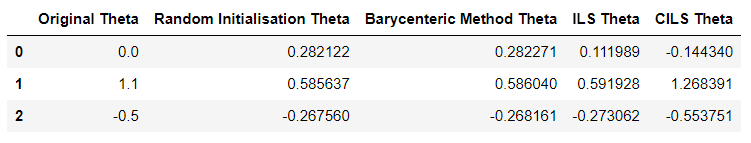 Original Theta Random Initialisation Theta Barycenteric Method Theta ILS Theta CILS Theta
0 0.0 0.282122 0.282271 0.111989 -0.144340
1 1.1 0.585637 0.586040 0.591928 1.268391
2 -0.5 -0.267560 -0.268161 -0.273062 -0.553751